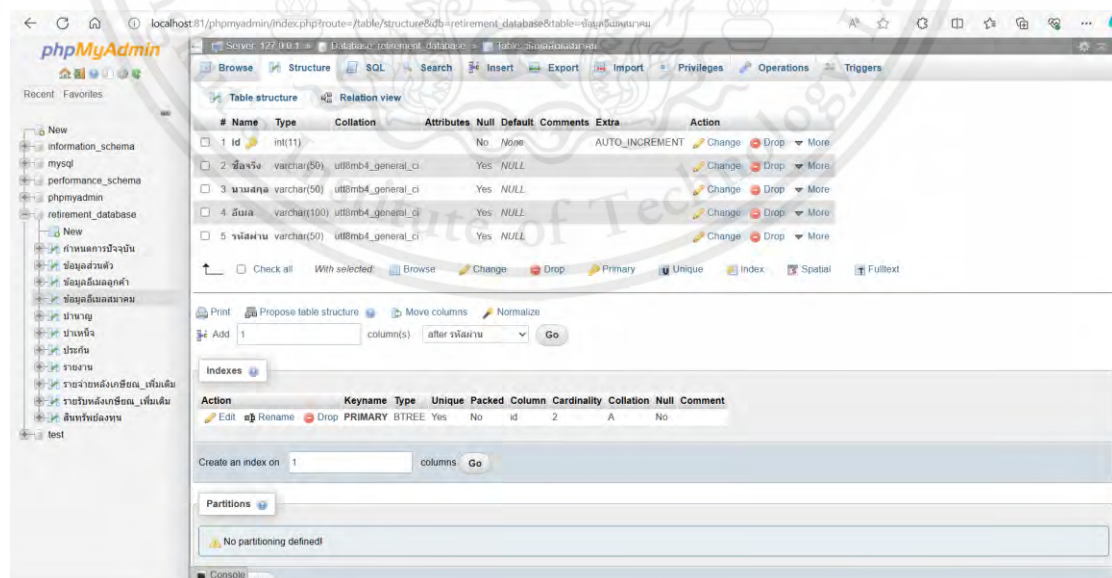 localhost:81/phpmyadmin/index.php?route=/table/structure&db=retirement_database&table=ข้อมูลอีเมลสมาคม
phpMyAdmin
Recent Favorites
New
information_schema
mysql
performance_schema
phpmyadmin
retirement_database
New
กำหนดการปัจจุบัน
ข้อมูลส่วนตัว
ข้อมูลอีเมลลูกค้า
ข้อมูลอีเมลสมาคม
บำนาญ
บำเหน็จ
ประกัน
รายงาน
รายจ่ายหลังเกษียณ_เพิ่มเติม
รายรับหลังเกษียณ_เพิ่มเติม
สินทรัพย์ลงทุน
test
Server: 127.0.0.1 » Database: retirement_database » Table: ข้อมูลอีเมลสมาคม
Browse Structure SQL Search Insert Export Import Privileges Operations Triggers
Table structure Relation view
# Name Type Collation Attributes Null Default Comments Extra Action
1 Id int(11) No None AUTO_INCREMENT Change Drop More
2 ชื่อจริง varchar(50) utf8mb4_general_ci Yes NULL Change Drop More
3 นามสกุล varchar(50) utf8mb4_general_ci Yes NULL Change Drop More
4 อีเมล varchar(100) utf8mb4_general_ci Yes NULL Change Drop More
5 รหัสผ่าน varchar(50) utf8mb4_general_ci Yes NULL Change Drop More
Check all With selected: Browse Change Drop Primary Unique Index Spatial Fulltext
Print Propose table structure Move columns Normalize
Add 1 column(s) after รหัสผ่าน Go
Indexes
Action Keyname Type Unique Packed Column Cardinality Collation Null Comment
Edit Rename Drop PRIMARY BTREE Yes No id 2 A No
Create an index on 1 columns Go
Partitions
No partitioning defined!
Console
Institute of Technology